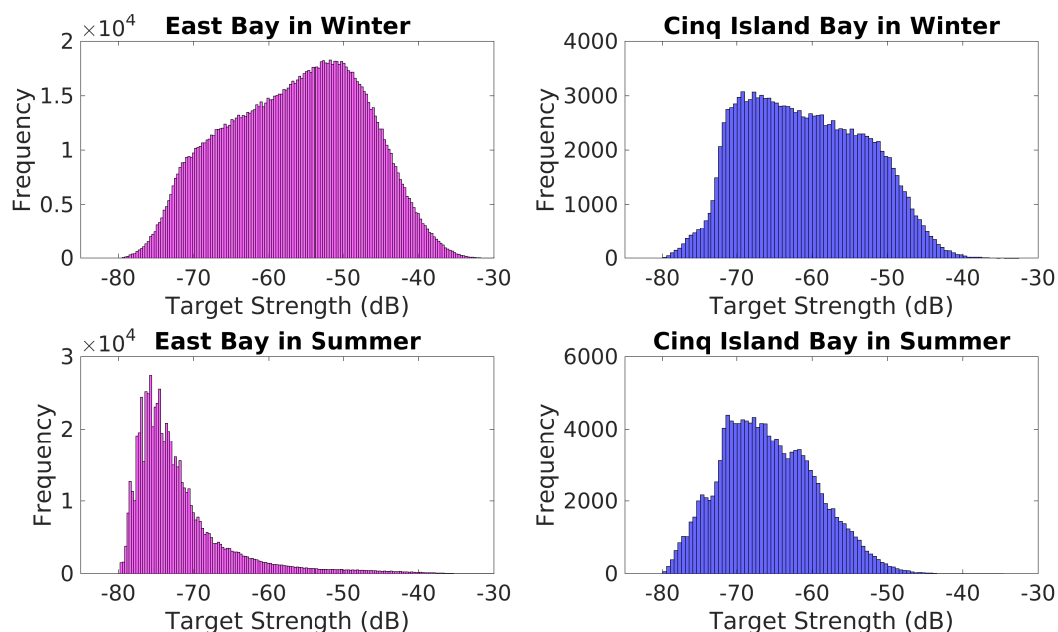 East Bay in Winter
×10⁴
2
1.5
1
0.5
0
Frequency
-80 -70 -60 -50 -40 -30
Target Strength (dB)
Cinq Island Bay in Winter
4000
3000
2000
1000
0
Frequency
-80 -70 -60 -50 -40 -30
Target Strength (dB)
East Bay in Summer
×10⁴
3
2
1
0
Frequency
-80 -70 -60 -50 -40 -30
Target Strength (dB)
Cinq Island Bay in Summer
6000
4000
2000
0
Frequency
-80 -70 -60 -50 -40 -30
Target Strength (dB)